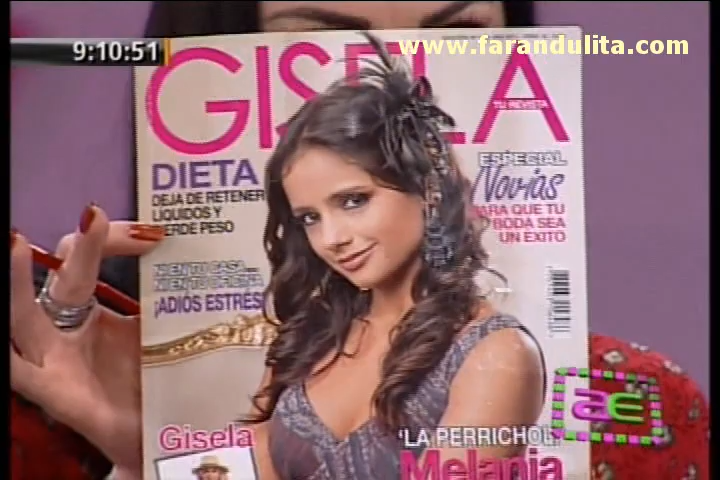 9:10:51
www.farandulita.com
GISELA
TU REVISTA
DIETA
DEJA DE RETENER
LÍQUIDOS Y
PIERDE PESO
NI EN TU CASA...
NI EN TU OFICINA
¡ADIÓS ESTRÉS!
ESPECIAL
Novias
PARA QUE TU
BODA SEA
UN EXITO
Gisela
'LA PERRICHOLI'
Melania
ae